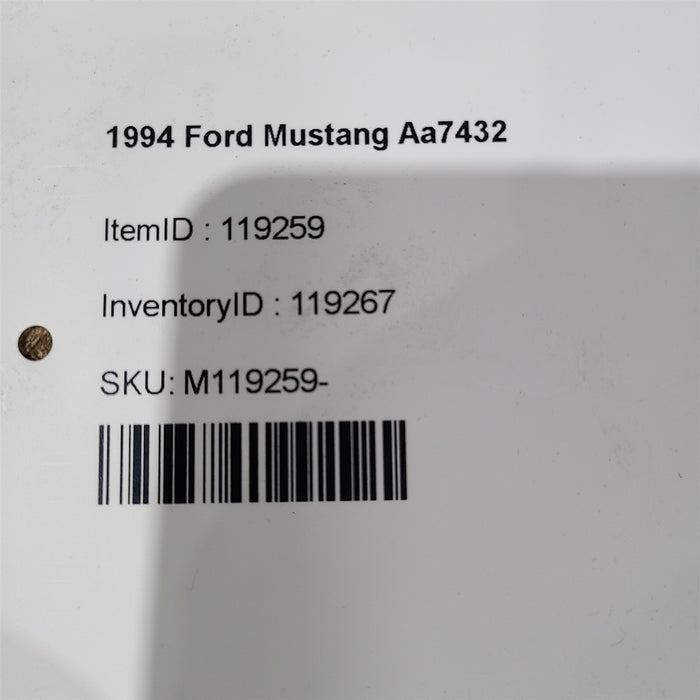 1994 Ford Mustang Aa7432
ItemID : 119259
InventoryID : 119267
SKU: M119259-